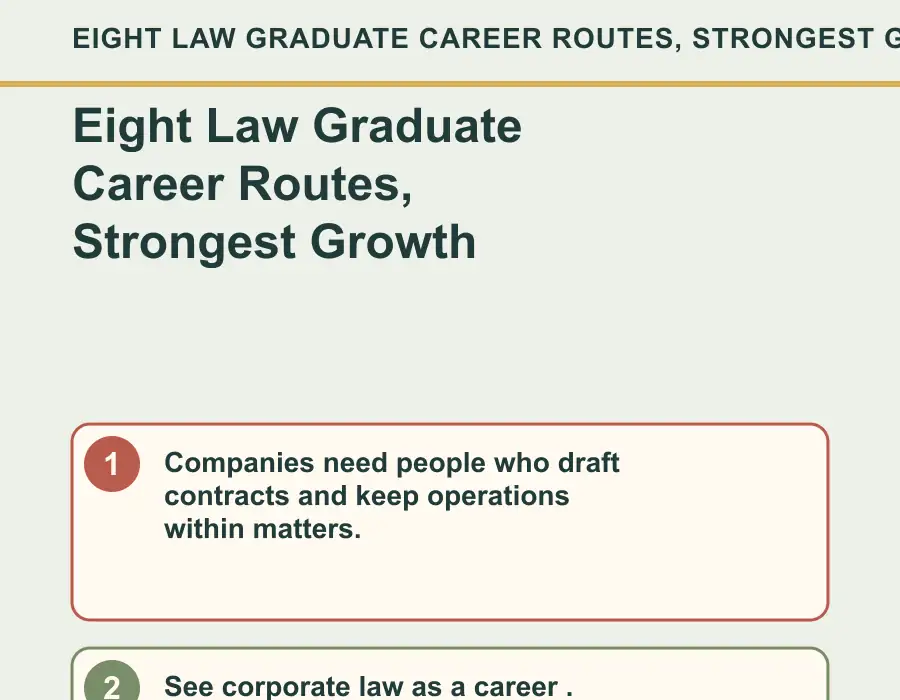 EIGHT LAW GRADUATE CAREER ROUTES, STRONGEST
Eight Law Graduate
Career Routes,
Strongest Growth
1
Companies need people who draft
contracts and keep operations
within matters.
2
See corporate law as a career .